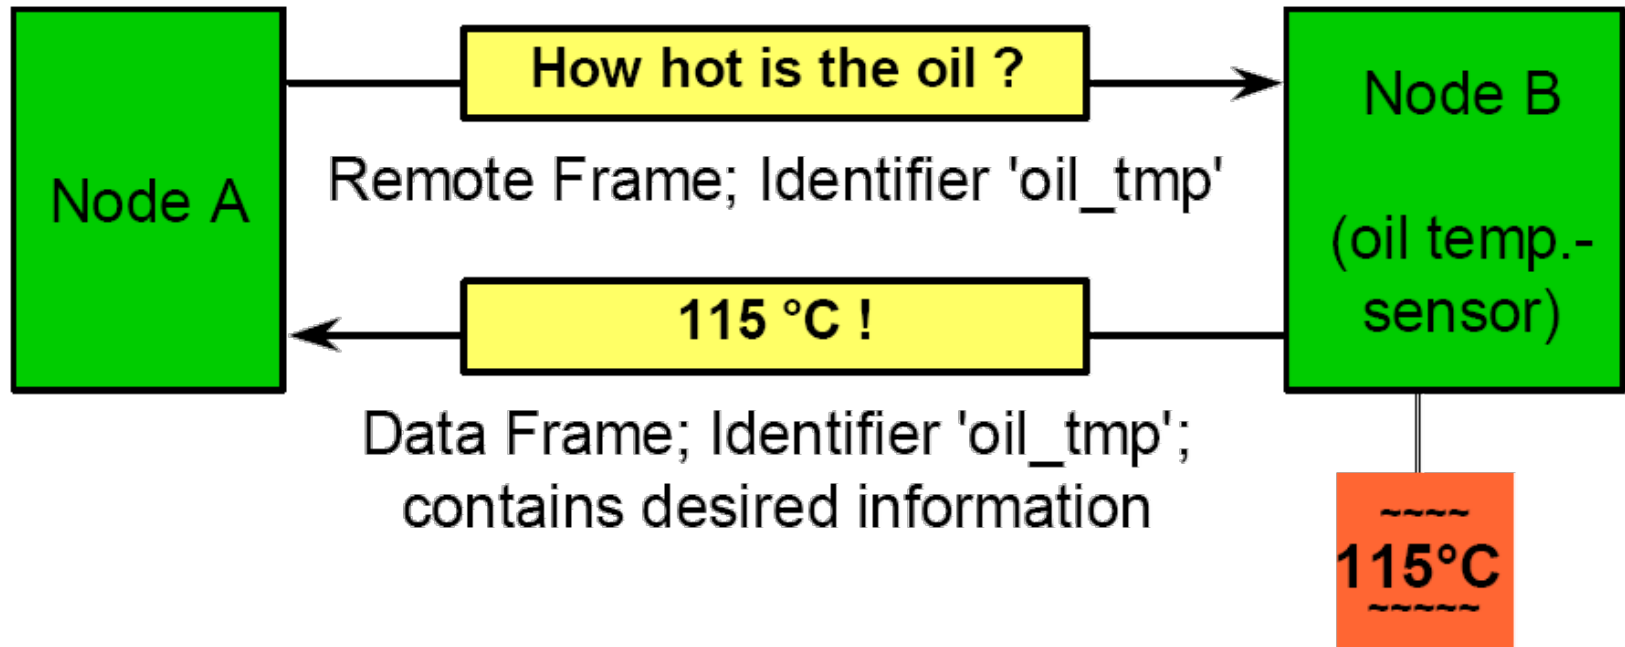 Node A
How hot is the oil ?
Remote Frame; Identifier 'oil_tmp'
115 °C !
Data Frame; Identifier 'oil_tmp';
contains desired information
Node B
(oil temp.-
sensor)
~~~~
115°C
~~~~~